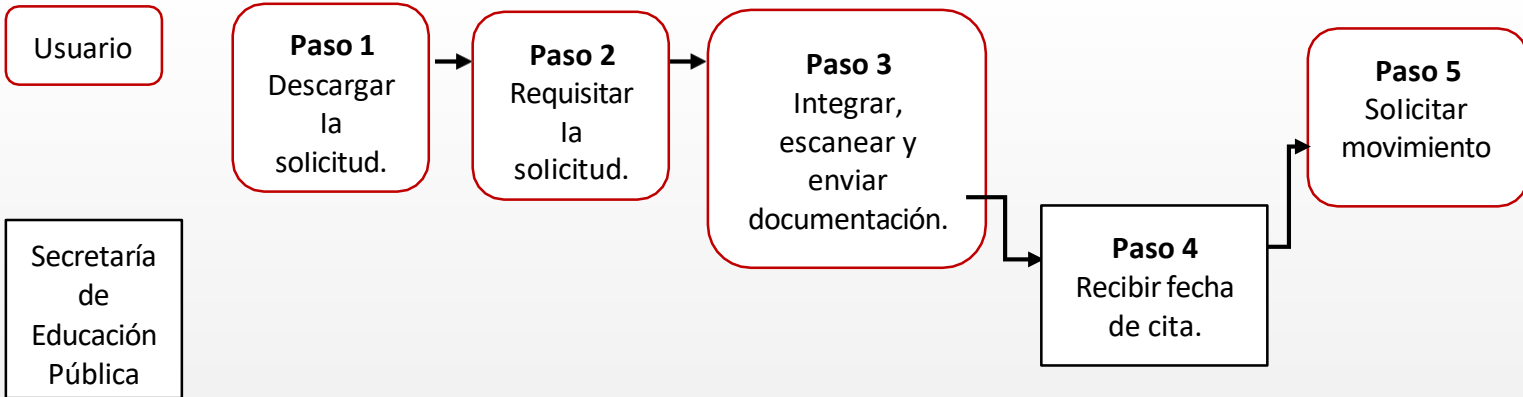 Usuario
Paso 1
Descargar
la
solicitud.
Paso 2
Requisitar
la
solicitud.
Paso 3
Integrar,
escanear y
enviar
documentación.
Paso 5
Solicitar
movimiento
Secretaría
de
Educación
Pública
Paso 4
Recibir fecha
de cita.